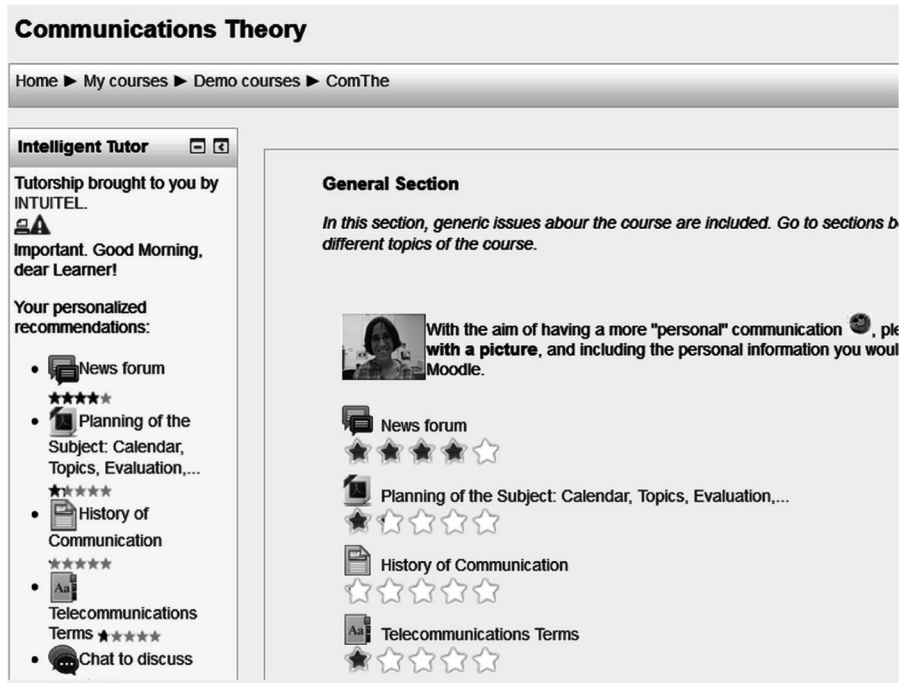 Communications Theory
Home ► My courses ► Demo courses ► ComThe
Intelligent Tutor
Tutorship brought to you by
INTUITEL.
Important. Good Morning,
dear Learner!
Your personalized
recommendations:
• News forum
• Planning of the
Subject: Calendar,
Topics, Evaluation,...
• History of
Communication
• Aa
Telecommunications
Terms
• Chat to discuss
General Section
In this section, generic issues abour the course are included. Go to sections
different topics of the course.
With the aim of having a more "personal" communication ,
with a picture, and including the personal information you
Moodle.
News forum
Planning of the Subject: Calendar, Topics, Evaluation,...
History of Communication
Aa Telecommunications Terms